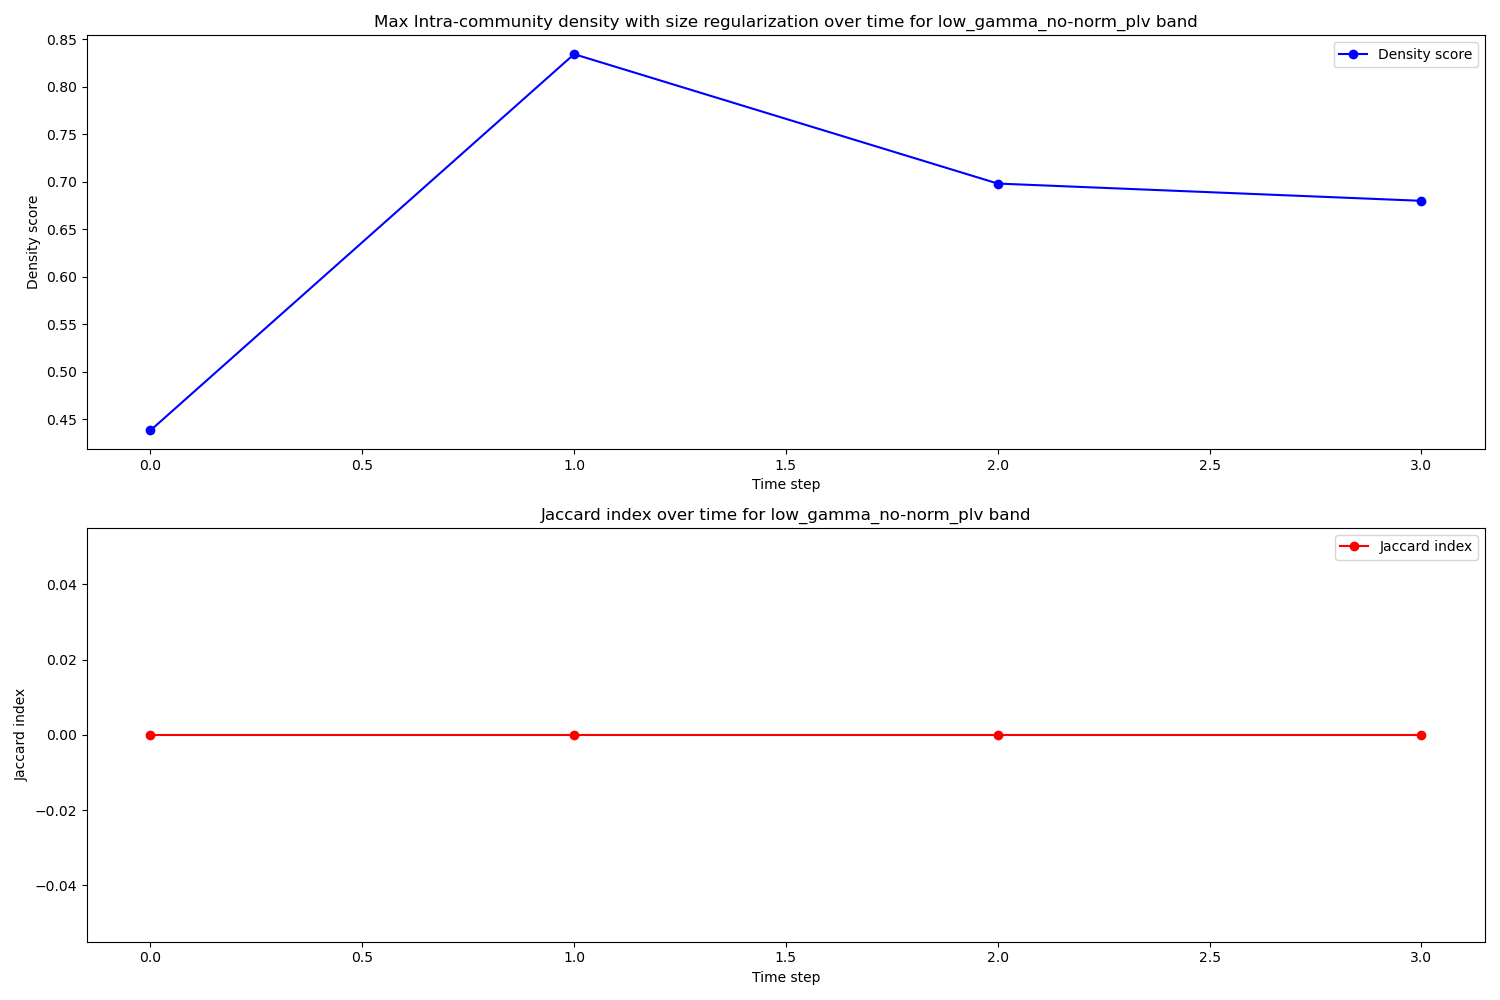 Max Intra-community density with size regularization over time for low_gamma_no-norm_plv band
Density score
0.85
0.80
0.75
0.70
0.65
0.60
0.55
0.50
0.45
Density score
0.0 0.5 1.0 1.5 2.0 2.5 3.0
Time step
Jaccard index over time for low_gamma_no-norm_plv band
Jaccard index
0.04
0.02
0.00
−0.02
−0.04
Jaccard index
0.0 0.5 1.0 1.5 2.0 2.5 3.0
Time step